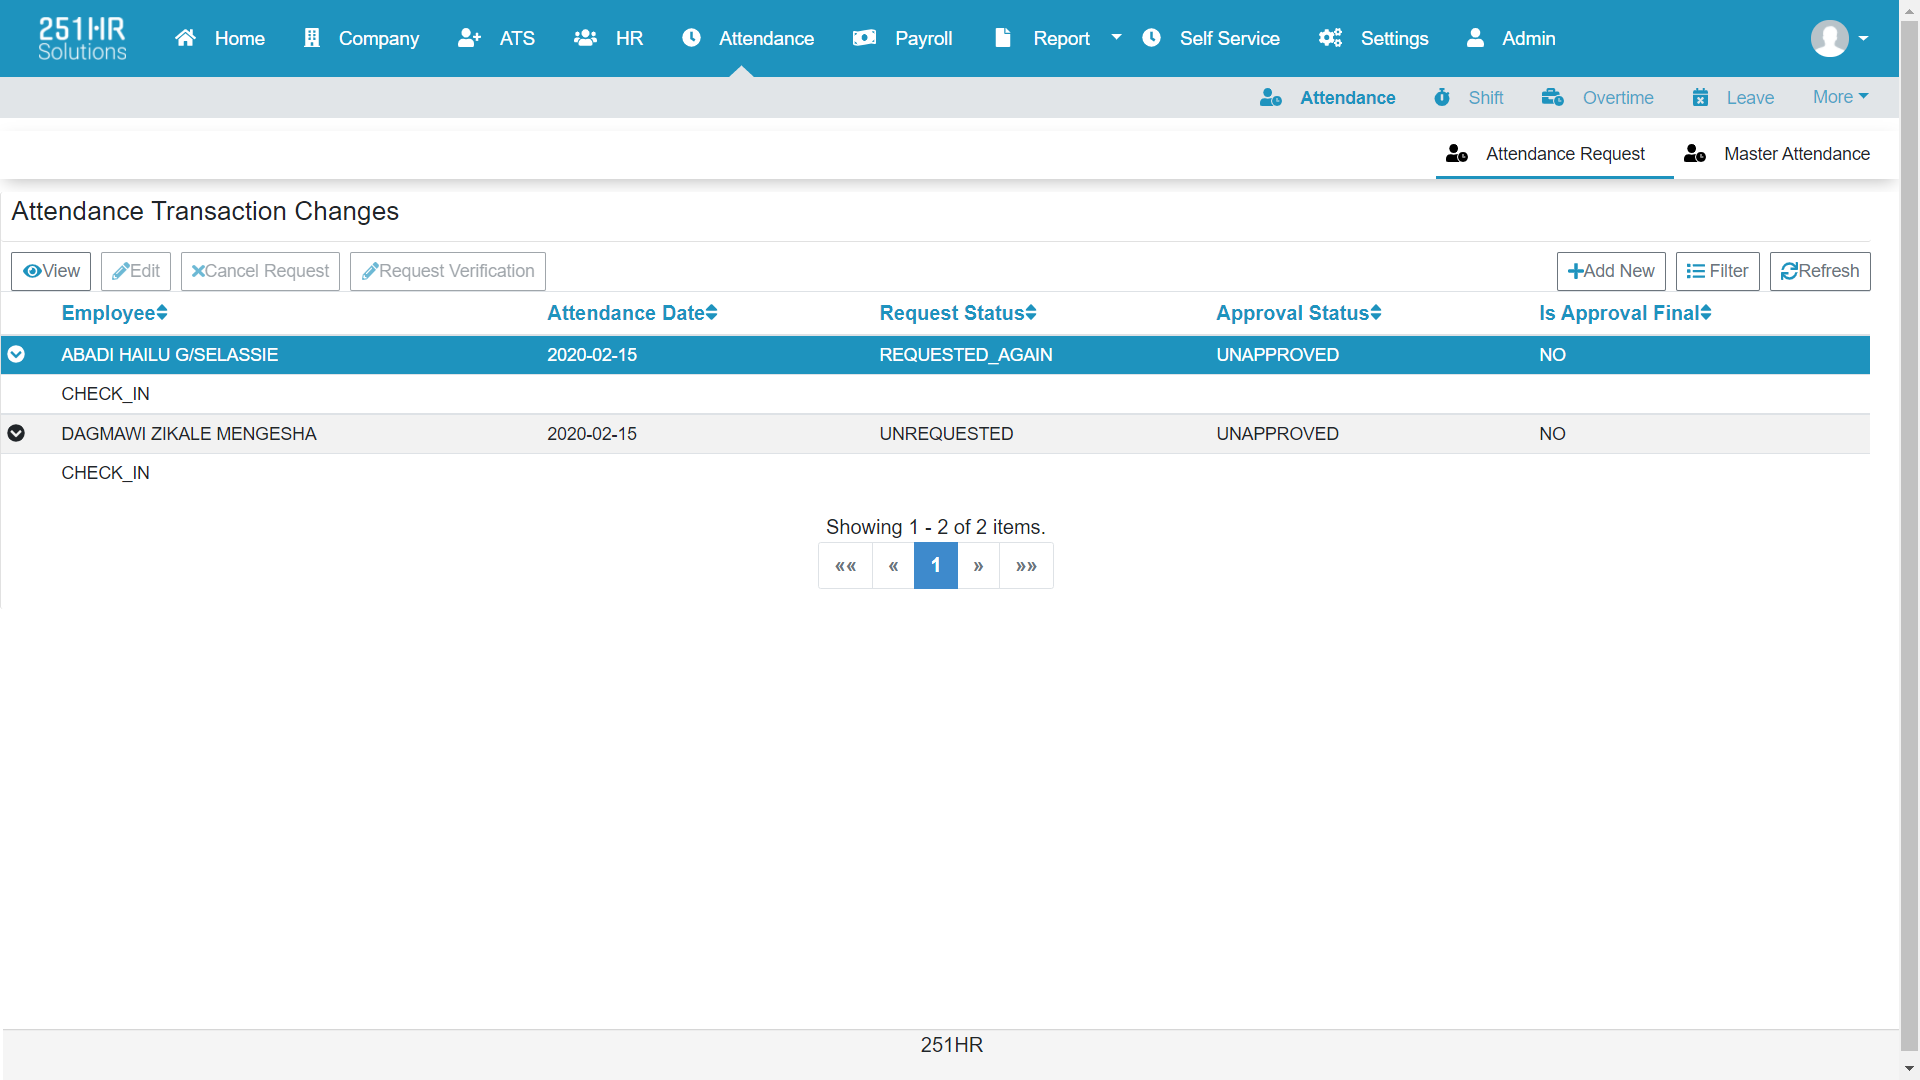 251HR Solutions
Home Company ATS HR Attendance Payroll Report Self Service Settings Admin
Attendance Shift Overtime Leave More
Attendance Request Master Attendance
Attendance Transaction Changes
View Edit Cancel Request Request Verification Add New Filter Refresh
Employee Attendance Date Request Status Approval Status Is Approval Final
ABADI HAILU G/SELASSIE 2020-02-15 REQUESTED_AGAIN UNAPPROVED NO
CHECK_IN
DAGMAWI ZIKALE MENGESHA 2020-02-15 UNREQUESTED UNAPPROVED NO
CHECK_IN
Showing 1 - 2 of 2 items.
«« « 1 » »»
251HR